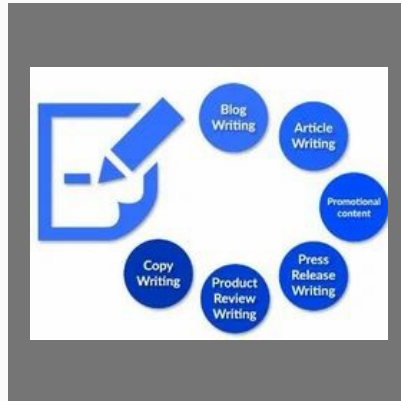 Blog
Writing
Article
Writing
Promotional
content
Press
Release
Writing
Product
Review
Writing
Copy
Writing